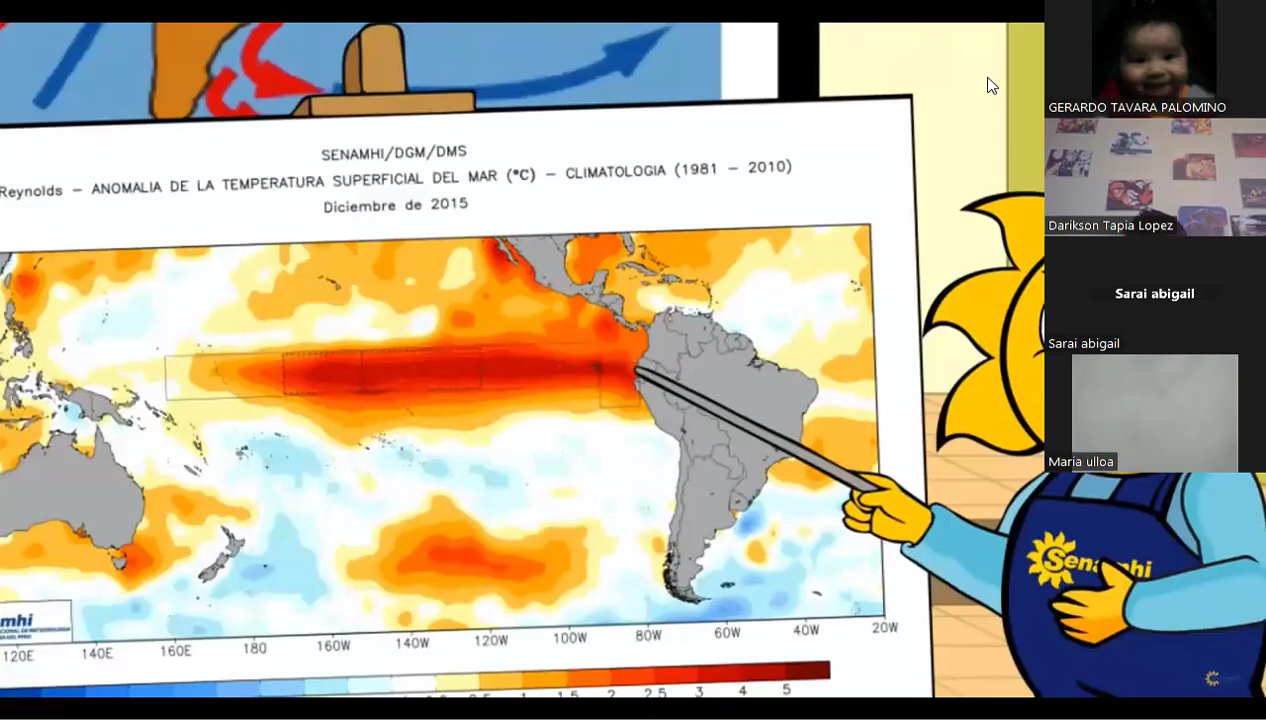 SENAMHI/DGM/DMS
Reynolds – ANOMALIA DE LA TEMPERATURA SUPERFICIAL DEL MAR (°C) – CLIMATOLOGIA (1981 – 2010)
Diciembre de 2015
120E 140E 160E 180 160W 140W 120W 100W 80W 60W 40W 20W
1 1.5 2 2.5 3 4 5
GERARDO TAVARA PALOMINO
Darikson Tapia Lopez
Sarai abigail
Sarai abigail
Maria ulloa